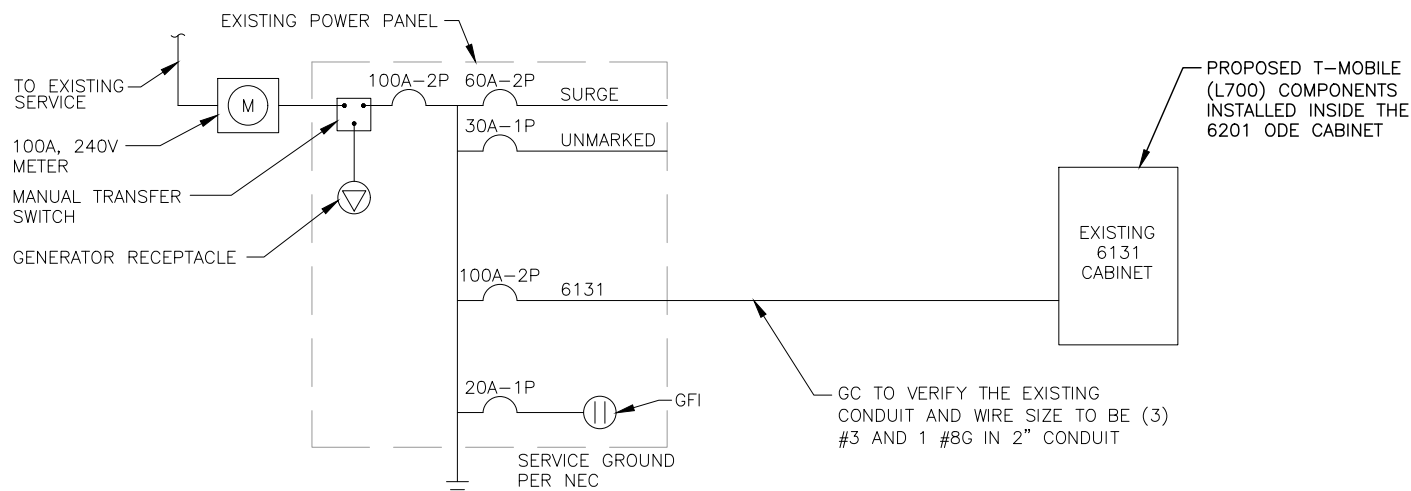 EXISTING POWER PANEL
TO EXISTING
SERVICE
M
100A-2P
60A-2P
SURGE
30A-1P
UNMARKED
100A, 240V
METER
MANUAL TRANSFER
SWITCH
GENERATOR RECEPTACLE
PROPOSED T-MOBILE
(L700) COMPONENTS
INSTALLED INSIDE THE
6201 ODE CABINET
EXISTING
6131
CABINET
100A-2P
6131
20A-1P
GFI
GC TO VERIFY THE EXISTING
CONDUIT AND WIRE SIZE TO BE (3)
#3 AND 1 #8G IN 2" CONDUIT
SERVICE GROUND
PER NEC